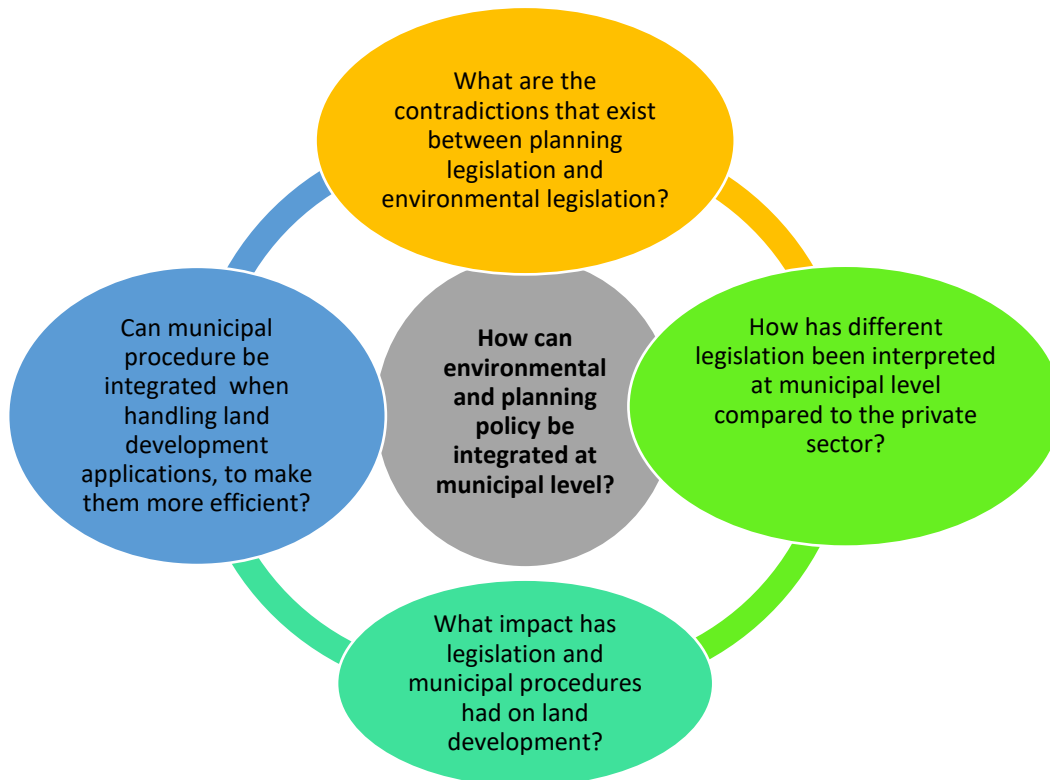 What are the
contradictions that exist
between planning
legislation and
environmental legislation?
How has different
legislation been interpreted
at municipal level
compared to the private
sector?
What impact has
legislation and
municipal procedures
had on land
development?
Can municipal
procedure be
integrated  when
handling land
development
applications, to make
them more efficient?
How can
environmental
and planning
policy be
integrated at
municipal level?